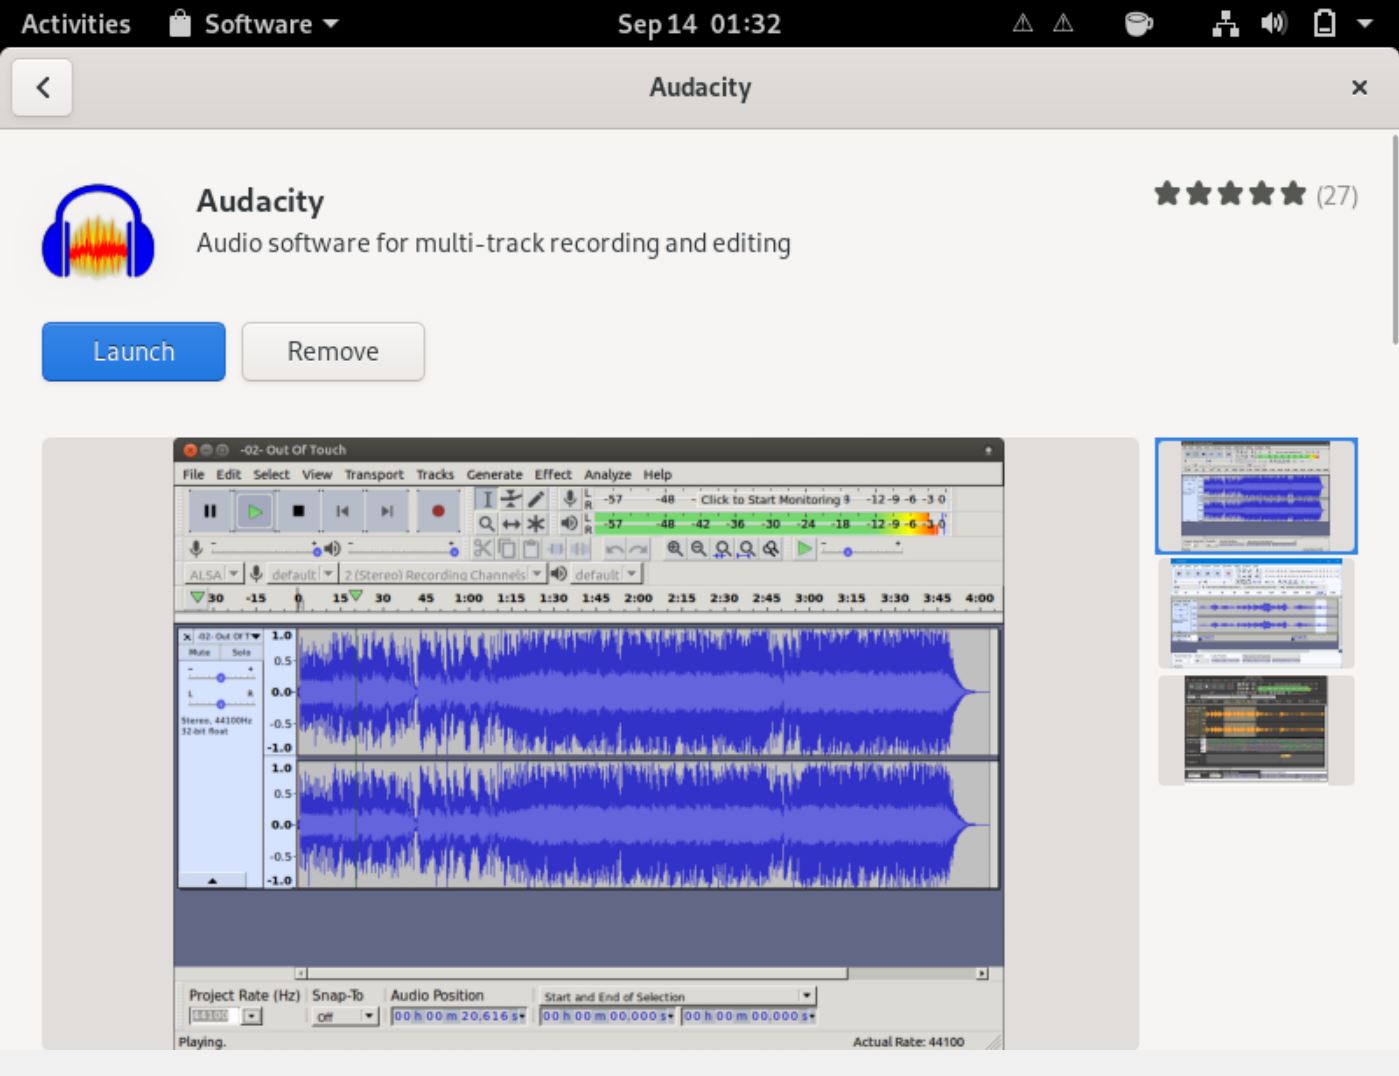 Activities Software Sep 14 01:32
Audacity
Audacity
(27)
Audio software for multi-track recording and editing
Launch Remove
-02- Out Of Touch
File Edit Select View Transport Tracks Generate Effect Analyze Help
-57 -48 - Click to Start Monitoring -12 -9 -6 -3 0
-57 -48 -42 -36 -30 -24 -18 -12 -9 -6 -3 0
ALSA default 2 (Stereo) Recording Channels default
30 -15 0 15 30 45 1:00 1:15 1:30 1:45 2:00 2:15 2:30 2:45 3:00 3:15 3:30 3:45 4:00
x -02- Out Of T 1.0
Mute Solo
0.5
- +
L R 0.0
Stereo, 44100Hz -0.5
32-bit float
-1.0
1.0
0.5
0.0
-0.5
-1.0
Project Rate (Hz) Snap-To Audio Position Start and End of Selection
44100 Off 00 h 00 m 20,616 s 00 h 00 m 00,000 s 00 h 00 m 00,000 s
Playing. Actual Rate: 44100